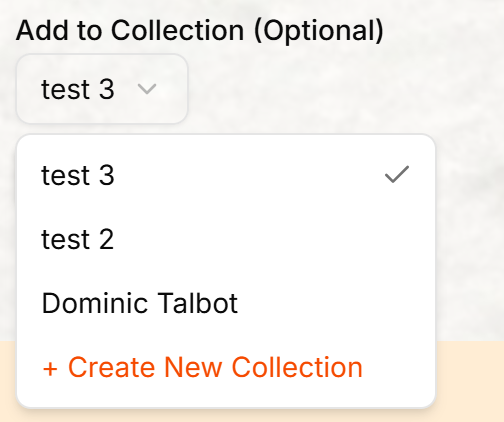 Add to Collection (Optional)
test 3
test 3
test 2
Dominic Talbot
+ Create New Collection